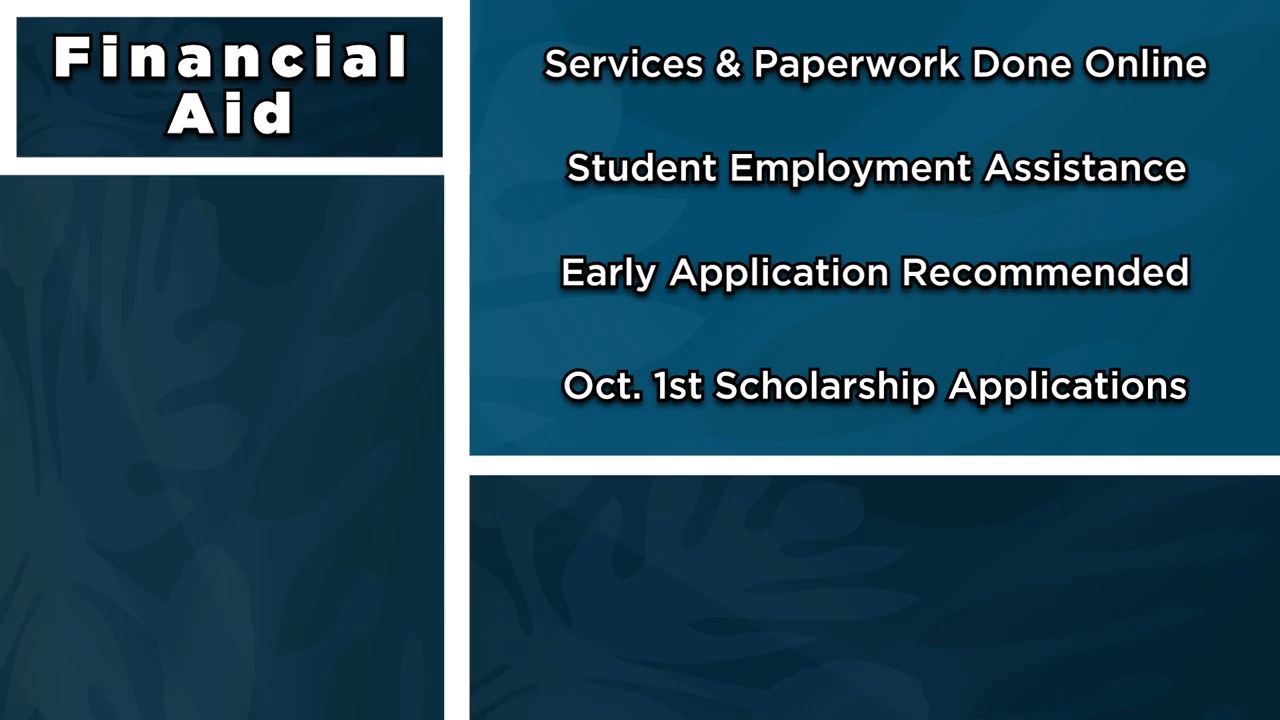 Financial
Aid
Services & Paperwork Done Online
Student Employment Assistance
Early Application Recommended
Oct. 1st Scholarship Applications